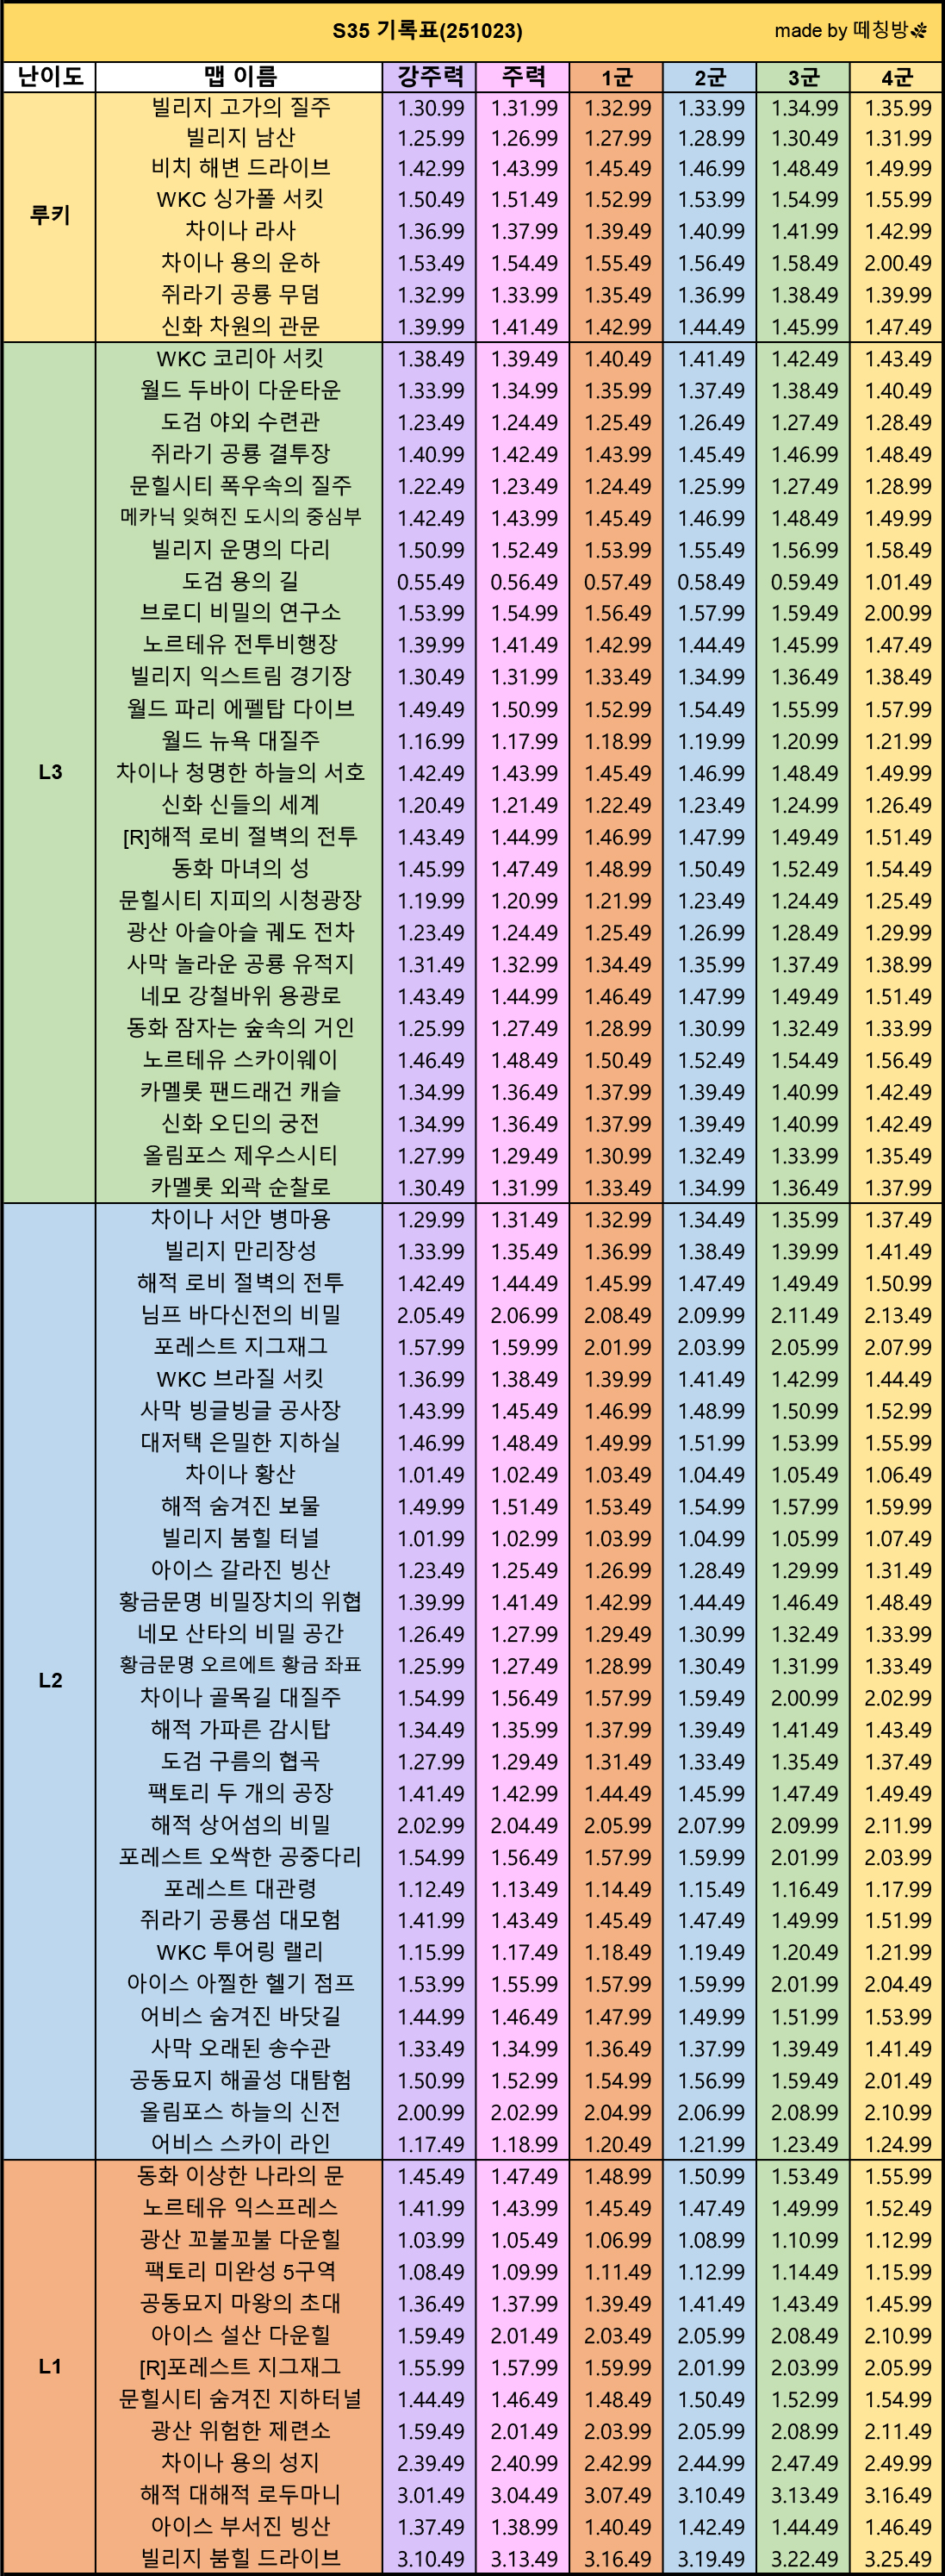 S35 기록표(251023) made by 떼칭방
난이도 맵 이름 강주력 주력 1군 2군 3군 4군
루키
빌리지 고가의 질주 1.30.99 1.31.99 1.32.99 1.33.99 1.34.99 1.35.99
빌리지 남산 1.25.99 1.26.99 1.27.99 1.28.99 1.30.49 1.31.99
비치 해변 드라이브 1.42.99 1.43.99 1.45.49 1.46.99 1.48.49 1.49.99
WKC 싱가폴 서킷 1.50.49 1.51.49 1.52.99 1.53.99 1.54.99 1.55.99
차이나 라사 1.36.99 1.37.99 1.39.49 1.40.99 1.41.99 1.42.99
차이나 용의 운하 1.53.49 1.54.49 1.55.49 1.56.49 1.58.49 2.00.49
쥐라기 공룡 무덤 1.32.99 1.33.99 1.35.49 1.36.99 1.38.49 1.39.99
신화 차원의 관문 1.39.99 1.41.49 1.42.99 1.44.49 1.45.99 1.47.49
L3
WKC 코리아 서킷 1.38.49 1.39.49 1.40.49 1.41.49 1.42.49 1.43.49
월드 두바이 다운타운 1.33.99 1.34.99 1.35.99 1.37.49 1.38.49 1.40.49
도검 야외 수련관 1.23.49 1.24.49 1.25.49 1.26.49 1.27.49 1.28.49
쥐라기 공룡 결투장 1.40.99 1.42.49 1.43.99 1.45.49 1.46.99 1.48.49
문힐시티 폭우속의 질주 1.22.49 1.23.49 1.24.49 1.25.99 1.27.49 1.28.99
메카닉 잊혀진 도시의 중심부 1.42.49 1.43.99 1.45.49 1.46.99 1.48.49 1.49.99
빌리지 운명의 다리 1.50.99 1.52.49 1.53.99 1.55.49 1.56.99 1.58.49
도검 용의 길 0.55.49 0.56.49 0.57.49 0.58.49 0.59.49 1.01.49
브로디 비밀의 연구소 1.53.99 1.54.99 1.56.49 1.57.99 1.59.49 2.00.99
노르테유 전투비행장 1.39.99 1.41.49 1.42.99 1.44.49 1.45.99 1.47.49
빌리지 익스트림 경기장 1.30.49 1.31.99 1.33.49 1.34.99 1.36.49 1.38.49
월드 파리 에펠탑 다이브 1.49.49 1.50.99 1.52.99 1.54.49 1.55.99 1.57.99
월드 뉴욕 대질주 1.16.99 1.17.99 1.18.99 1.19.99 1.20.99 1.21.99
차이나 청명한 하늘의 서호 1.42.49 1.43.99 1.45.49 1.46.99 1.48.49 1.49.99
신화 신들의 세계 1.20.49 1.21.49 1.22.49 1.23.49 1.24.99 1.26.49
[R]해적 로비 절벽의 전투 1.43.49 1.44.99 1.46.99 1.47.99 1.49.49 1.51.49
동화 마녀의 성 1.45.99 1.47.49 1.48.99 1.50.49 1.52.49 1.54.49
문힐시티 지피의 시청광장 1.19.99 1.20.99 1.21.99 1.23.49 1.24.49 1.25.49
광산 아슬아슬 궤도 전차 1.23.49 1.24.49 1.25.49 1.26.99 1.28.49 1.29.99
사막 놀라운 공룡 유적지 1.31.49 1.32.99 1.34.49 1.35.99 1.37.49 1.38.99
네모 강철바위 용광로 1.43.49 1.44.99 1.46.49 1.47.99 1.49.49 1.51.49
동화 잠자는 숲속의 거인 1.25.99 1.27.49 1.28.99 1.30.99 1.32.49 1.33.99
노르테유 스카이웨이 1.46.49 1.48.49 1.50.49 1.52.49 1.54.49 1.56.49
카멜롯 팬드래건 캐슬 1.34.99 1.36.49 1.37.99 1.39.49 1.40.99 1.42.49
신화 오딘의 궁전 1.34.99 1.36.49 1.37.99 1.39.49 1.40.99 1.42.49
올림포스 제우스시티 1.27.99 1.29.49 1.30.99 1.32.49 1.33.99 1.35.49
카멜롯 외곽 순찰로 1.30.49 1.31.99 1.33.49 1.34.99 1.36.49 1.37.99
L2
차이나 서안 병마용 1.29.99 1.31.49 1.32.99 1.34.49 1.35.99 1.37.49
빌리지 만리장성 1.33.99 1.35.49 1.36.99 1.38.49 1.39.99 1.41.49
해적 로비 절벽의 전투 1.42.49 1.44.49 1.45.99 1.47.49 1.49.49 1.50.99
님프 바다신전의 비밀 2.05.49 2.06.99 2.08.49 2.09.99 2.11.49 2.13.49
포레스트 지그재그 1.57.99 1.59.99 2.01.99 2.03.99 2.05.99 2.07.99
WKC 브라질 서킷 1.36.99 1.38.49 1.39.99 1.41.49 1.42.99 1.44.49
사막 빙글빙글 공사장 1.43.99 1.45.49 1.46.99 1.48.99 1.50.99 1.52.99
대저택 은밀한 지하실 1.46.99 1.48.49 1.49.99 1.51.99 1.53.99 1.55.99
차이나 황산 1.01.49 1.02.49 1.03.49 1.04.49 1.05.49 1.06.49
해적 숨겨진 보물 1.49.99 1.51.49 1.53.49 1.54.99 1.57.99 1.59.99
빌리지 붐힐 터널 1.01.99 1.02.99 1.03.99 1.04.99 1.05.99 1.07.49
아이스 갈라진 빙산 1.23.49 1.25.49 1.26.99 1.28.49 1.29.99 1.31.49
황금문명 비밀장치의 위협 1.39.99 1.41.49 1.42.99 1.44.49 1.46.49 1.48.49
네모 산타의 비밀 공간 1.26.49 1.27.99 1.29.49 1.30.99 1.32.49 1.33.99
황금문명 오르에트 황금 좌표 1.25.99 1.27.49 1.28.99 1.30.49 1.31.99 1.33.49
차이나 골목길 대질주 1.54.99 1.56.49 1.57.99 1.59.49 2.00.99 2.02.99
해적 가파른 감시탑 1.34.49 1.35.99 1.37.99 1.39.49 1.41.49 1.43.49
도검 구름의 협곡 1.27.99 1.29.49 1.31.49 1.33.49 1.35.49 1.37.49
팩토리 두 개의 공장 1.41.49 1.42.99 1.44.49 1.45.99 1.47.49 1.49.49
해적 상어섬의 비밀 2.02.99 2.04.49 2.05.99 2.07.99 2.09.99 2.11.99
포레스트 오싹한 공중다리 1.54.99 1.56.49 1.57.99 1.59.99 2.01.99 2.03.99
포레스트 대관령 1.12.49 1.13.49 1.14.49 1.15.49 1.16.49 1.17.99
쥐라기 공룡섬 대모험 1.41.99 1.43.49 1.45.49 1.47.49 1.49.99 1.51.99
WKC 투어링 랠리 1.15.99 1.17.49 1.18.49 1.19.49 1.20.49 1.21.99
아이스 아찔한 헬기 점프 1.53.99 1.55.99 1.57.99 1.59.99 2.01.99 2.04.49
어비스 숨겨진 바닷길 1.44.99 1.46.49 1.47.99 1.49.99 1.51.99 1.53.99
사막 오래된 송수관 1.33.49 1.34.99 1.36.49 1.37.99 1.39.49 1.41.49
공동묘지 해골성 대탐험 1.50.99 1.52.99 1.54.99 1.56.99 1.59.49 2.01.49
올림포스 하늘의 신전 2.00.99 2.02.99 2.04.99 2.06.99 2.08.99 2.10.99
어비스 스카이 라인 1.17.49 1.18.99 1.20.49 1.21.99 1.23.49 1.24.99
L1
동화 이상한 나라의 문 1.45.49 1.47.49 1.48.99 1.50.99 1.53.49 1.55.99
노르테유 익스프레스 1.41.99 1.43.99 1.45.49 1.47.49 1.49.99 1.52.49
광산 꼬불꼬불 다운힐 1.03.99 1.05.49 1.06.99 1.08.99 1.10.99 1.12.99
팩토리 미완성 5구역 1.08.49 1.09.99 1.11.49 1.12.99 1.14.49 1.15.99
공동묘지 마왕의 초대 1.36.49 1.37.99 1.39.49 1.41.49 1.43.49 1.45.99
아이스 설산 다운힐 1.59.49 2.01.49 2.03.49 2.05.99 2.08.49 2.10.99
[R]포레스트 지그재그 1.55.99 1.57.99 1.59.99 2.01.99 2.03.99 2.05.99
문힐시티 숨겨진 지하터널 1.44.49 1.46.49 1.48.49 1.50.49 1.52.99 1.54.99
광산 위험한 제련소 1.59.49 2.01.49 2.03.99 2.05.99 2.08.99 2.11.49
차이나 용의 성지 2.39.49 2.40.99 2.42.99 2.44.99 2.47.49 2.49.99
해적 대해적 로두마니 3.01.49 3.04.49 3.07.49 3.10.49 3.13.49 3.16.49
아이스 부서진 빙산 1.37.49 1.38.99 1.40.49 1.42.49 1.44.49 1.46.49
빌리지 붐힐 드라이브 3.10.49 3.13.49 3.16.49 3.19.49 3.22.49 3.25.49